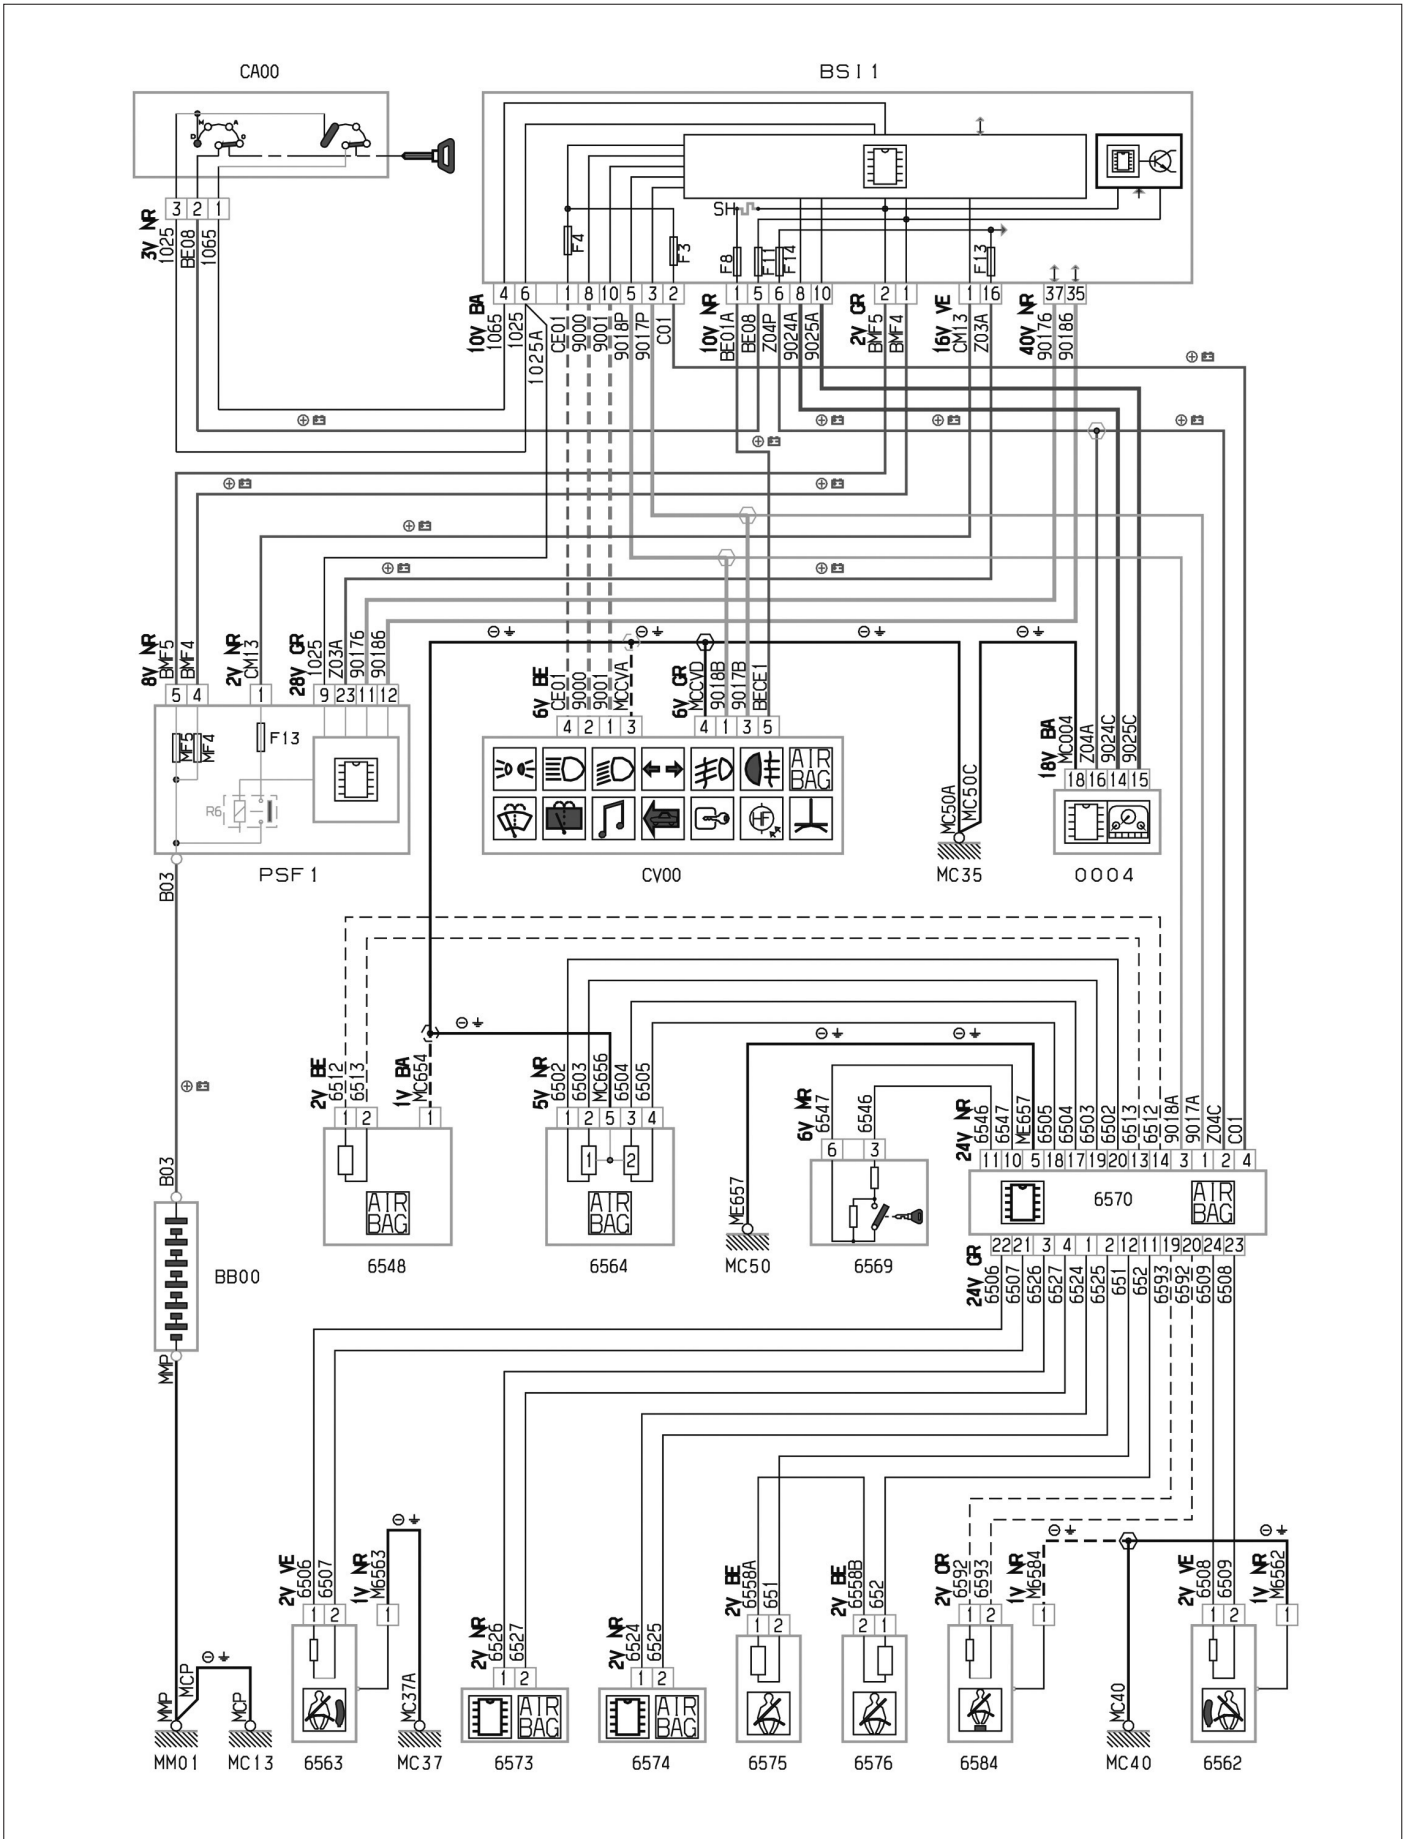 CA00
BSI1
M A
D O
3 2 1
3V NR
1025
BE08
1065
SH
F4
F3
F8
F11
F14
F13
4 6 1 8 10 5 3 2
1 5 6 8 10
2 1
1 16
37 35
10V BA
1065
1025
1025A
CE01
9000
9001
9018P
9017P
C01
10V NR
BE01A
BE08
Z04P
9024A
9025A
2V GR
BMF5
BMF4
16V VE
CM13
Z03A
40V NR
90176
90186
8V NR
BMF5
BMF4
2V NR
CM13
28V GR
1025
Z03A
90176
90186
5 4
1
9 23 11 12
MF5
MF4
F13
R6
PSF1
6V BE
CE01
9000
9001
MCCVA
4 2 1 3
6V GR
MCCVD
9018B
9017B
BECE1
4 1 3 5
AIR
BAG
HF
CV00
MC50A
MC50C
MC35
18V BA
MC004
Z04A
9024C
9025C
18 16 14 15
0004
B03
B03
BB00
MMP
2V BE
6512
6513
1 2
1V BA
MC654
1
AIR
BAG
6548
5V NR
6502
6503
MC656
6504
6505
1 2 5 3 4
1 2
AIR
BAG
6564
ME657
MC50
6V MR
6547
6546
6 3
6569
24V NR
6546
6547
ME657
6505
6504
6503
6502
6513
6512
9018A
9017A
Z04C
C01
11 10 5 18 17 19 20 13 14 3 1 2 4
6570
AIR
BAG
22 21 3 4 1 2 12 11 19 20 24 23
24V GR
6506
6507
6526
6527
6524
6525
651
652
6593
6592
6509
6508
MMP
MCP
MCP
MM01
MC13
2V VE
6506
6507
1 2
1V NR
M6563
1
6563
MC37A
MC37
2V NR
6526
6527
1 2
AIR
BAG
6573
2V NR
6524
6525
1 2
AIR
BAG
6574
2V BE
6558A
651
1 2
6575
2V BE
6558B
652
2 1
6576
2V OR
6592
6593
1 2
1V NR
M6584
1
6584
MC40
MC40
2V VE
6508
6509
1 2
1V NR
M6562
1
6562